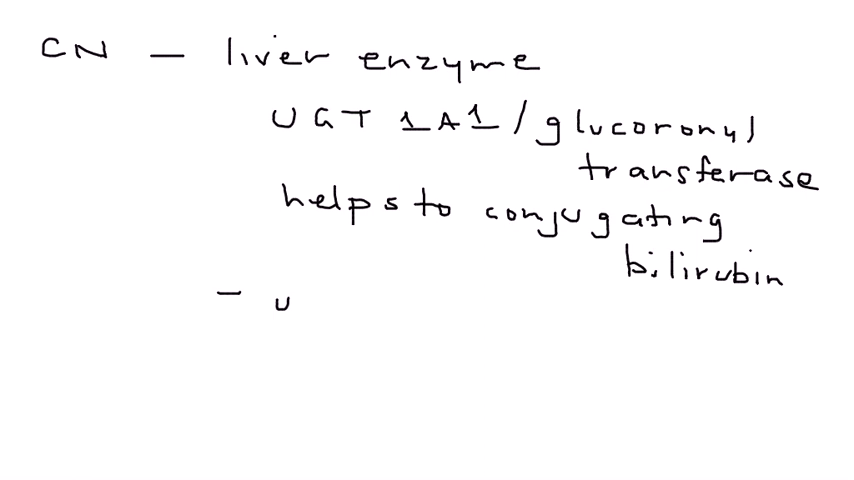 CN — liver enzyme
UGT 1A1 / glucoronyl
transferase
helps to conjugating
bilirubin
— u